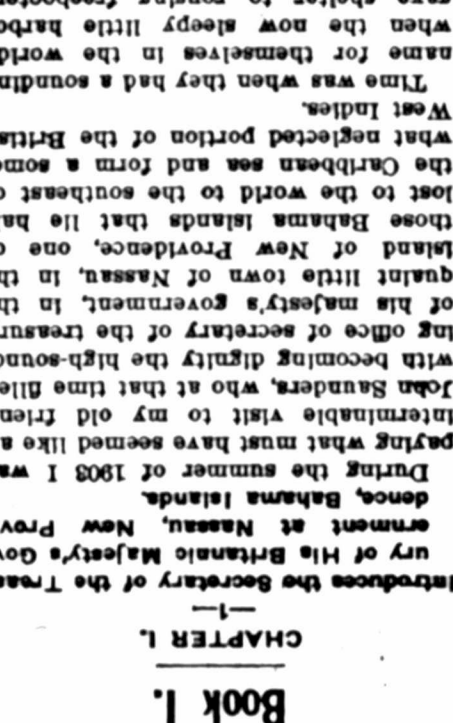 Book I.
CHAPTER I.
—1—
Introduces the Secretary of the Treas
ury of His Britannic Majesty's Gov
ernment at Nassau, New Prov
dence, Bahama Islands.
During the summer of 1903 I wa
paying what must have seemed like a
interminable visit to my old frien
John Saunders, who at that time fille
with becoming dignity the high-sound
ing office of secretary of the treasur
of his majesty's government, in th
quaint little town of Nassau, in th
island of New Providence, one o
those Bahama islands that lie ha
lost to the world to the southeast o
the Caribbean sea and form a some
what neglected portion of the Britis
West Indies.
Time was when they had a soundin
name for themselves in the world
when the now sleepy little harbo